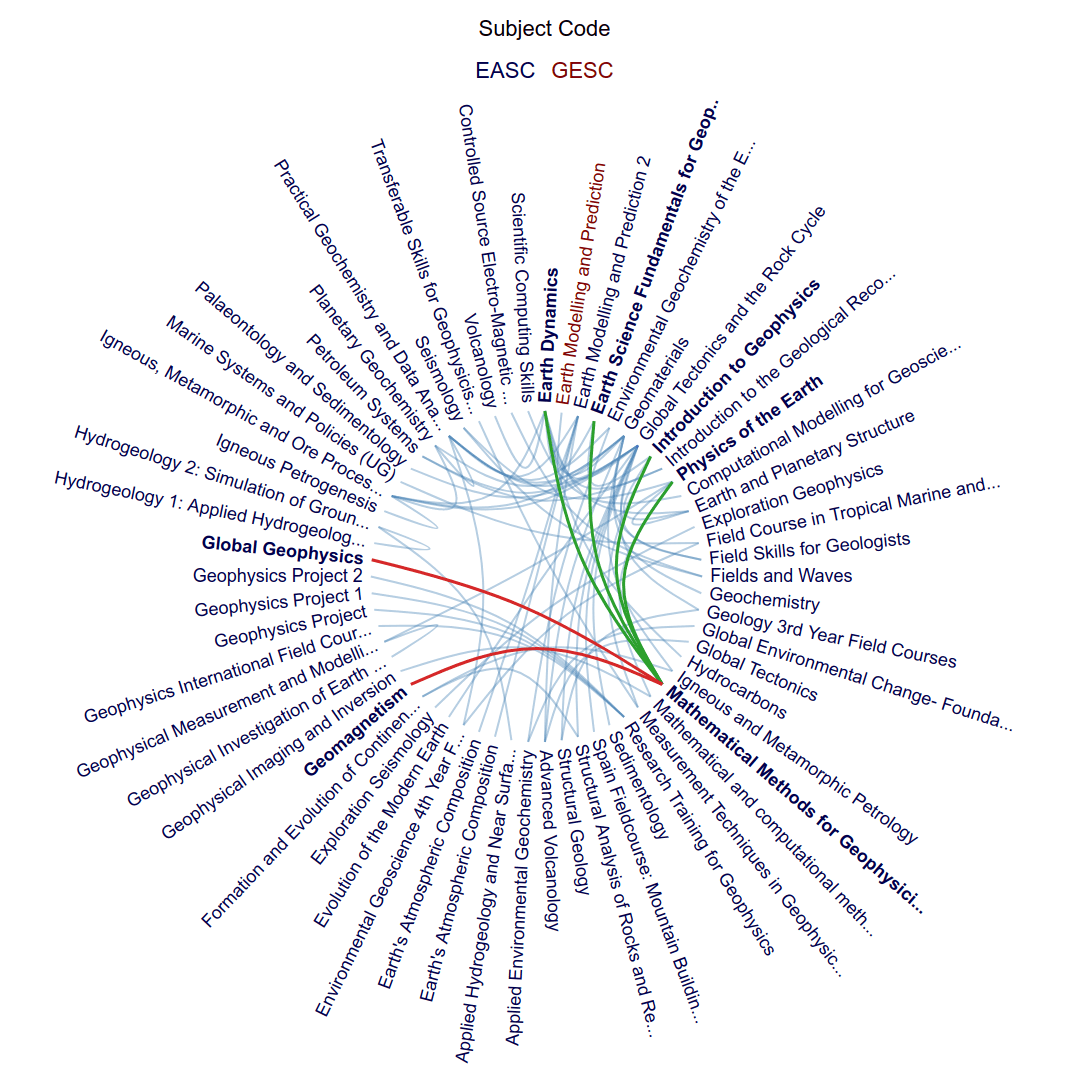 Subject Code
EASC GESC
Earth Dynamics
Earth Modelling and Prediction
Earth Modelling and Prediction 2
Earth Science Fundamentals for Geop..
Environmental Geochemistry of the E...
Geomaterials
Global Tectonics and the Rock Cycle
Introduction to Geophysics
Introduction to the Geological Reco...
Physics of the Earth
Computational Modelling for Geoscie...
Earth and Planetary Structure
Exploration Geophysics
Field Course in Tropical Marine and...
Field Skills for Geologists
Fields and Waves
Geochemistry
Geology 3rd Year Field Courses
Global Environmental Change- Founda...
Global Tectonics
Hydrocarbons
Igneous and Metamorphic Petrology
Mathematical Methods for Geophysici...
Mathematical and computational meth...
Measurement Techniques in Geophysic...
Research Training for Geophysics
Sedimentology
Spain Fieldcourse: Mountain Buildin...
Structural Analysis of Rocks and Re...
Structural Geology
Advanced Volcanology
Applied Environmental Geochemistry
Applied Hydrogeology and Near Surfa...
Earth's Atmospheric Composition
Earth's Atmospheric Composition
Environmental Geoscience 4th Year F...
Evolution of the Modern Earth
Exploration Seismology
Formation and Evolution of Continen...
Geomagnetism
Geophysical Imaging and Inversion
Geophysical Investigation of Earth ...
Geophysical Measurement and Modelli...
Geophysics International Field Cour...
Geophysics Project
Geophysics Project 1
Geophysics Project 2
Global Geophysics
Hydrogeology 1: Applied Hydrogeolog...
Hydrogeology 2: Simulation of Groun...
Igneous Petrogenesis
Igneous, Metamorphic and Ore Proces...
Marine Systems and Policies (UG)
Palaeontology and Sedimentology
Petroleum Systems
Planetary Geochemistry
Practical Geochemistry and Data Ana...
Seismology
Transferable Skills for Geophysicis...
Volcanology
Controlled Source Electro-Magnetic ...
Scientific Computing Skills